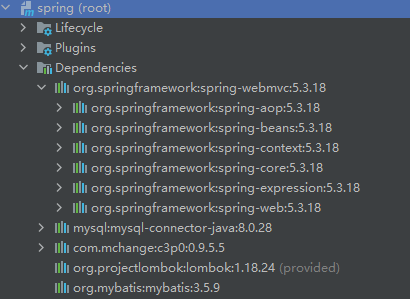 spring (root)
Lifecycle
Plugins
Dependencies
org.springframework:spring-webmvc:5.3.18
org.springframework:spring-aop:5.3.18
org.springframework:spring-beans:5.3.18
org.springframework:spring-context:5.3.18
org.springframework:spring-core:5.3.18
org.springframework:spring-expression:5.3.18
org.springframework:spring-web:5.3.18
mysql:mysql-connector-java:8.0.28
com.mchange:c3p0:0.9.5.5
org.projectlombok:lombok:1.18.24 (provided)
org.mybatis:mybatis:3.5.9